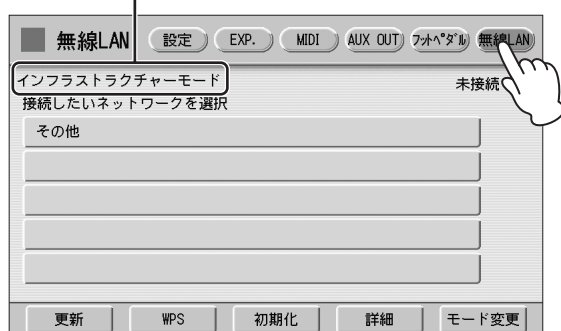 無線LAN 設定 EXP. MIDI AUX OUT フットペダル 無線LAN
インフラストラクチャーモード 未接続
接続したいネットワークを選択
その他
更新 WPS 初期化 詳細 モード変更